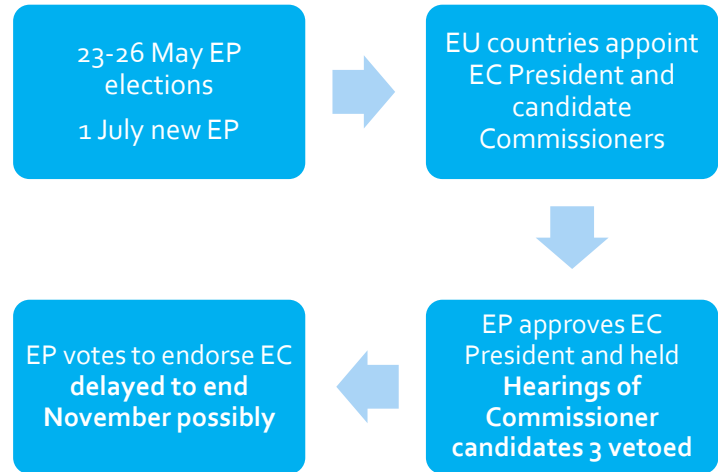 23-26 May EP
elections
1 July new EP
EU countries appoint
EC President and
candidate
Commissioners
EP approves EC
President and held
Hearings of
Commissioner
candidates 3 vetoed
EP votes to endorse EC
delayed to end
November possibly